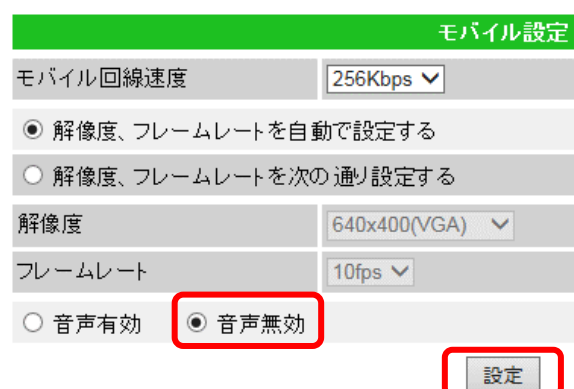 モバイル設定
モバイル回線速度 256Kbps
解像度、フレームレートを自動で設定する
解像度、フレームレートを次の通り設定する
解像度 640x400(VGA)
フレームレート 10fps
音声有効 音声無効
設定